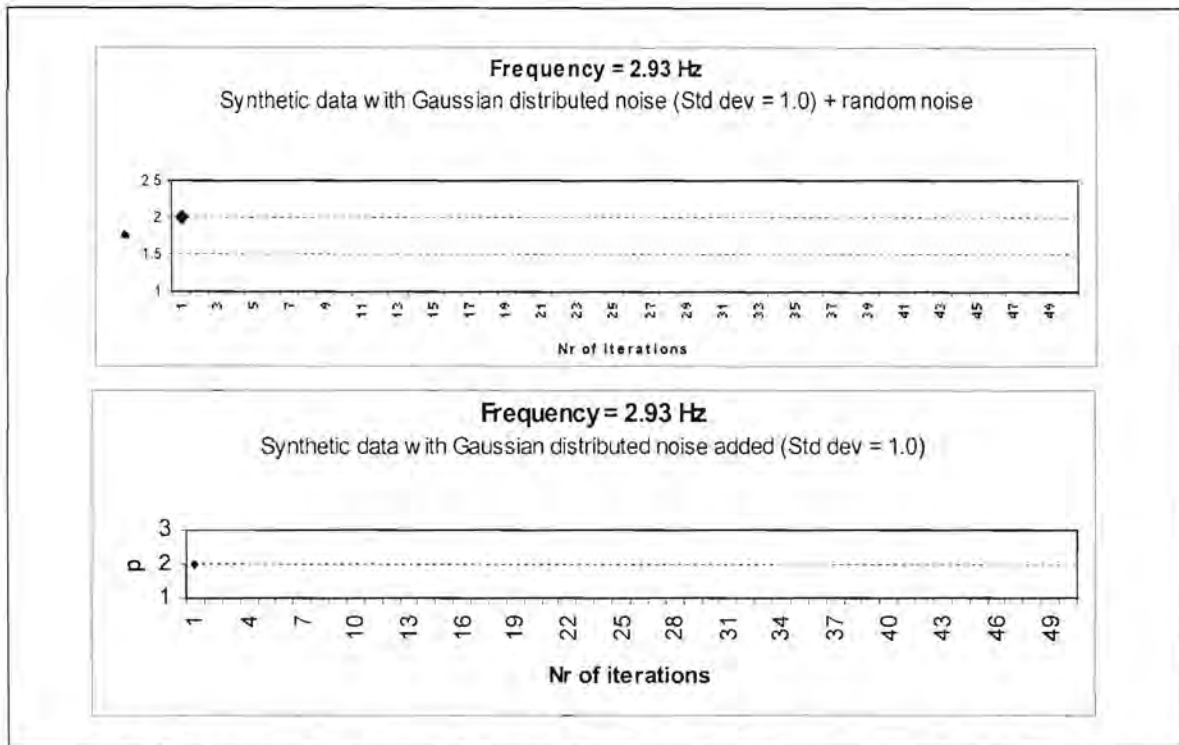 Frequency = 2.93 Hz
Synthetic data with Gaussian distributed noise (Std dev = 1.0) + random noise
2 5
2
1.5
1
1 3 5 7 9 11 13 15 17 19 21 23 25 27 29 31 33 35 37 39 41 43 45 47 49
Nr of iterations
Frequency = 2.93 Hz
Synthetic data with Gaussian distributed noise added (Std dev = 1.0)
p
3
2
1
1 4 7 10 13 16 19 22 25 28 31 34 37 40 43 46 49
Nr of iterations